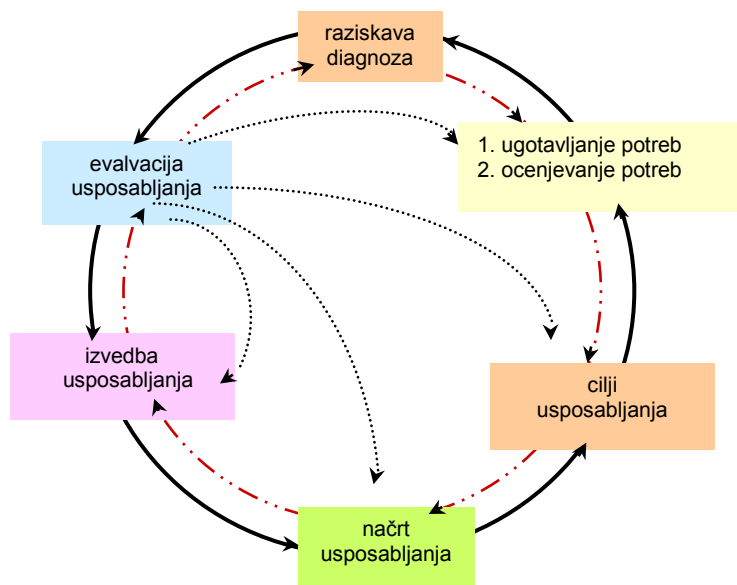 raziskava
diagnoza
1. ugotavljanje potreb
2. ocenjevanje potreb
evalvacija
usposabljanja
izvedba
usposabljanja
cilji
usposabljanja
načrt
usposabljanja